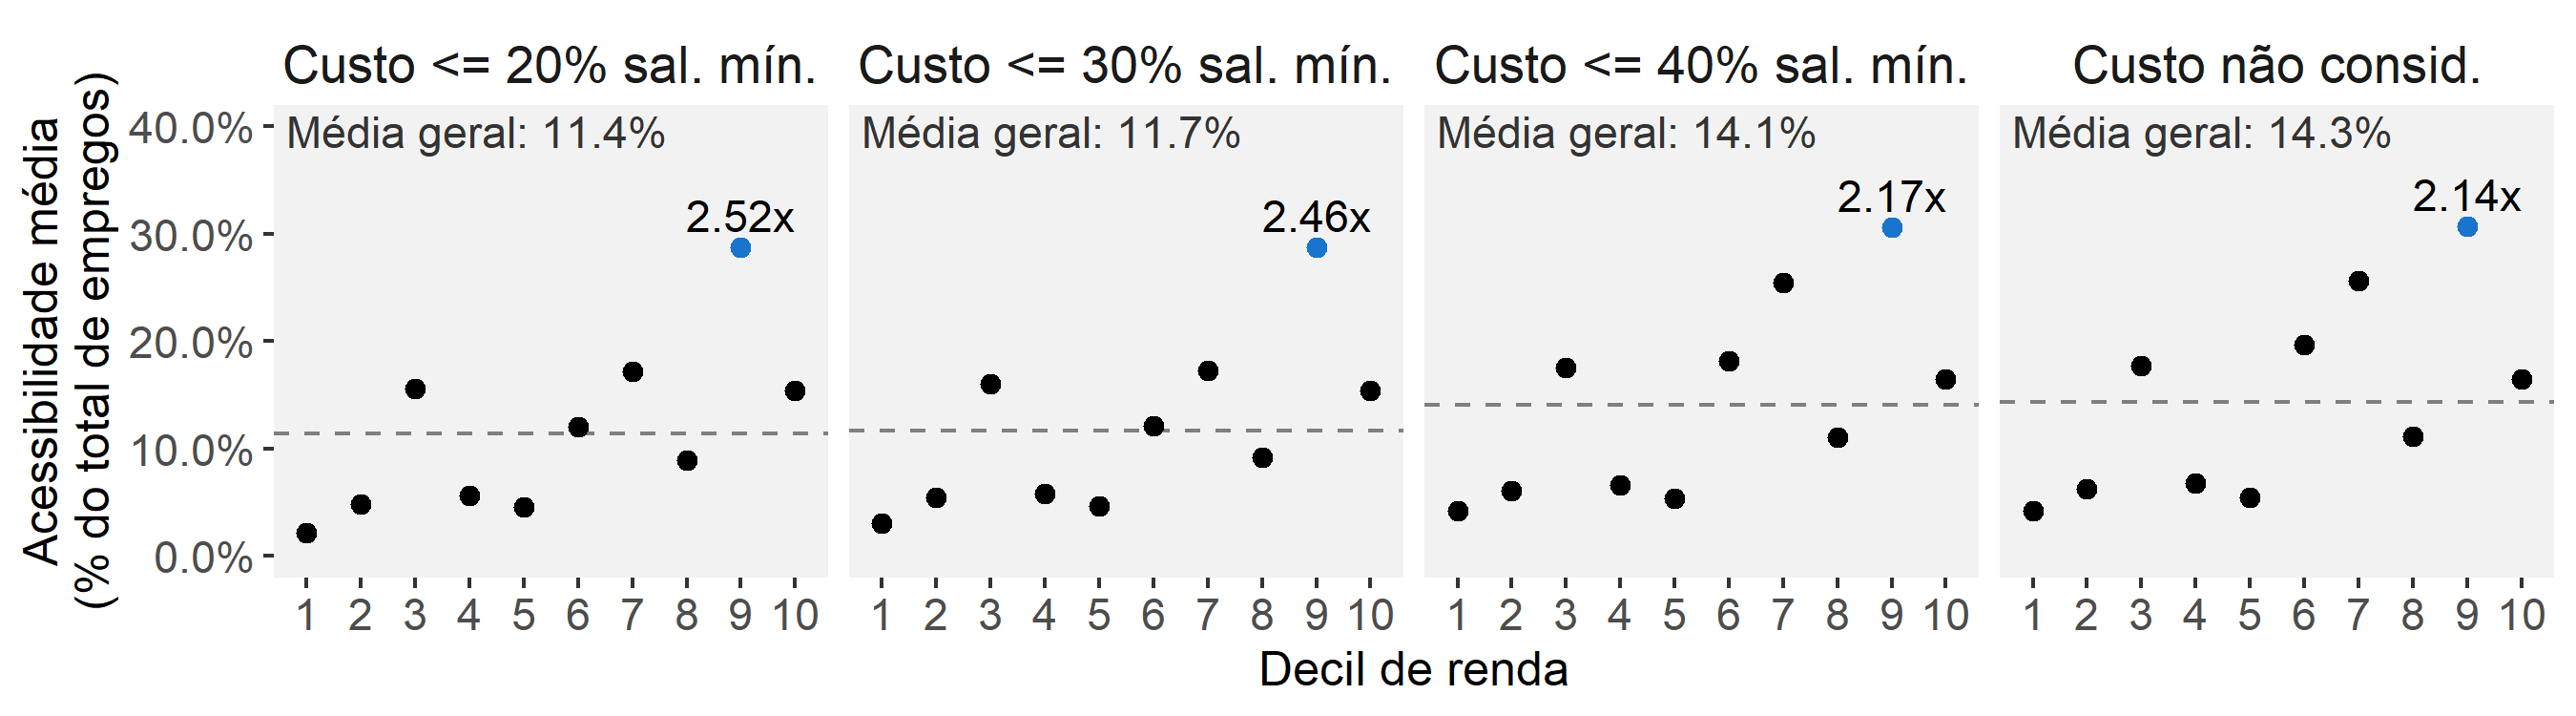 Custo <= 20% sal. mín. Custo <= 30% sal. mín. Custo <= 40% sal. mín. Custo não consid.
Acessibilidade média
(% do total de empregos)
40.0%
30.0%
20.0%
10.0%
0.0%
Média geral: 11.4%
2.52x
1 2 3 4 5 6 7 8 9 10
Média geral: 11.7%
2.46x
1 2 3 4 5 6 7 8 9 10
Média geral: 14.1%
2.17x
1 2 3 4 5 6 7 8 9 10
Média geral: 14.3%
2.14x
1 2 3 4 5 6 7 8 9 10
Decil de renda